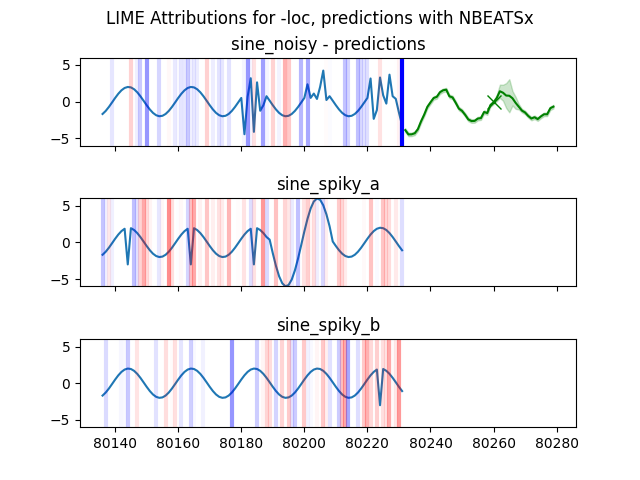 LIME Attributions for -loc, predictions with NBEATSx
sine_noisy - predictions
5
0
−5
sine_spiky_a
5
0
−5
sine_spiky_b
5
0
−5
80140 80160 80180 80200 80220 80240 80260 80280